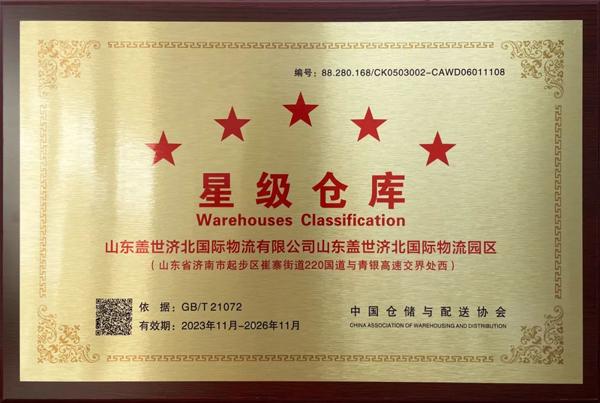 编号：88.280.168/CK0503002-CAWD06011108
星级仓库
Warehouses Classification
山东盖世济北国际物流有限公司山东盖世济北国际物流园区
（山东省济南市起步区崔寨街道220国道与青银高速交界处西）
依 据：GB/T 21072
有效期：2023年11月-2026年11月
中国仓储与配送协会
CHINA ASSOCIATION OF WAREHOUSING AND DISTRIBUTION